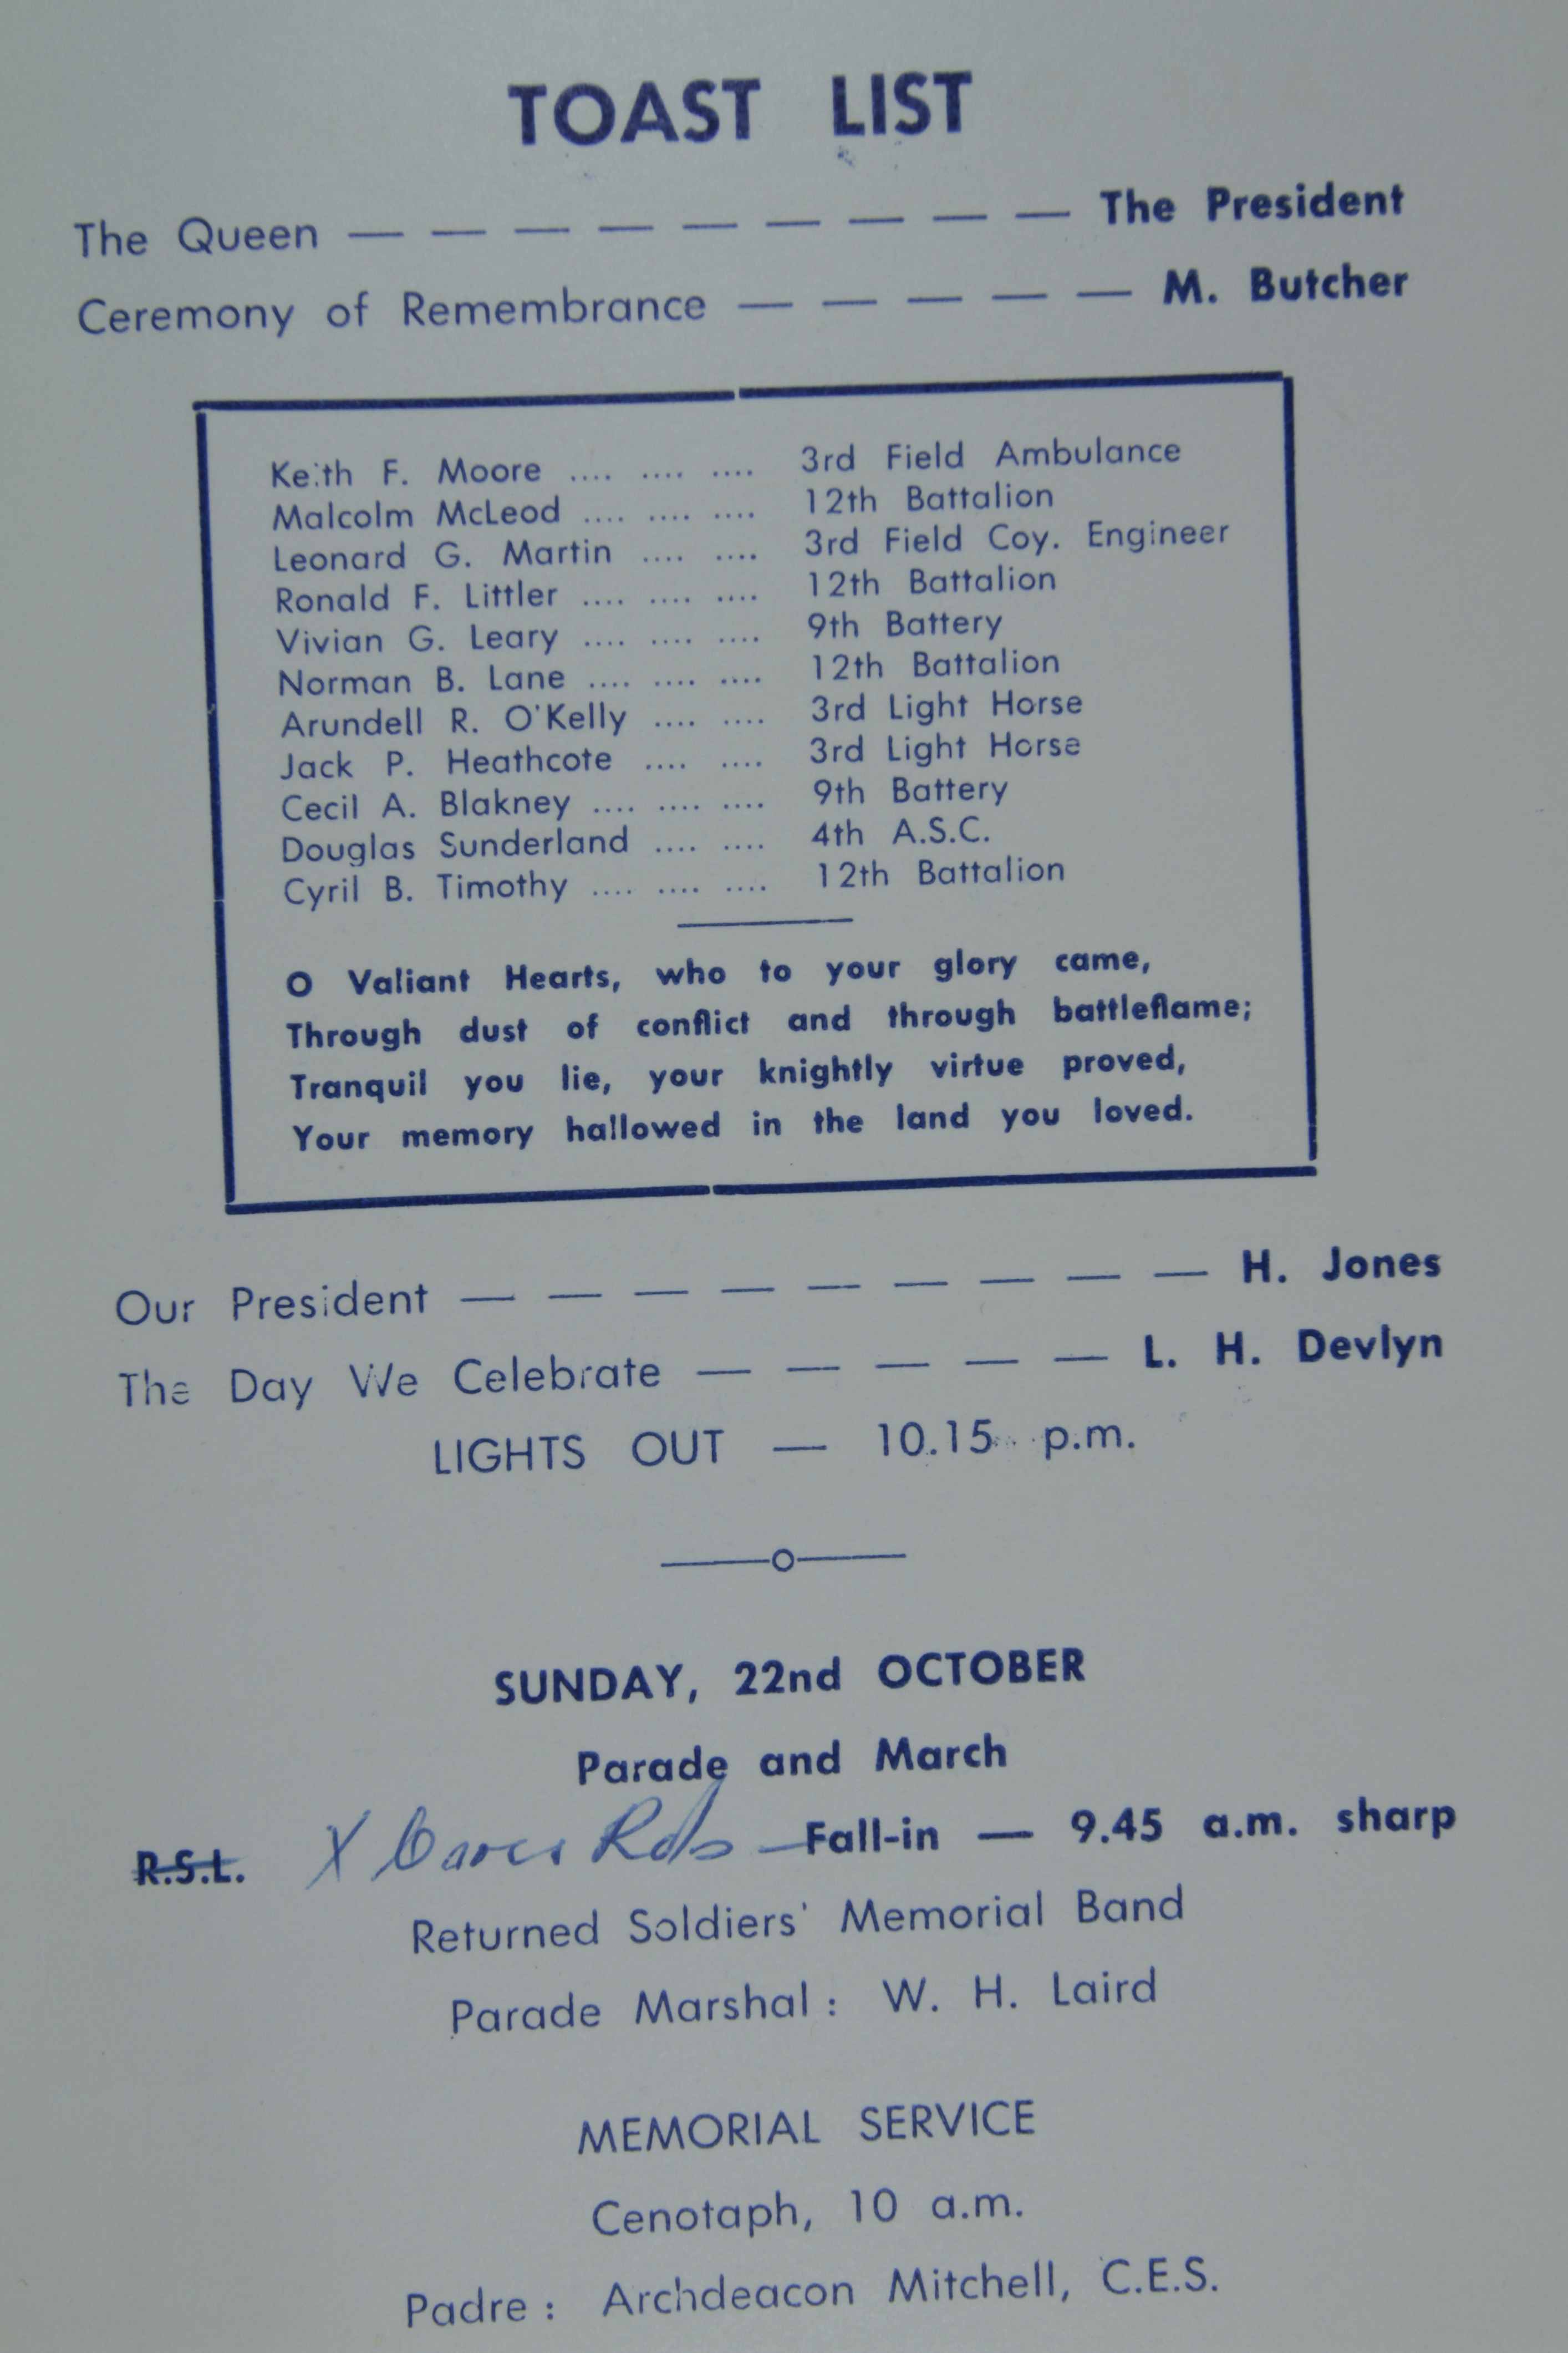 TOAST LIST
The Queen — — — — — — — — — The President
Ceremony of Remembrance — — — — — M. Butcher
Keith F. Moore .... .... .... 3rd Field Ambulance
Malcolm McLeod .... .... .... 12th Battalion
Leonard G. Martin .... .... 3rd Field Coy. Engineer
Ronald F. Littler .... .... .... 12th Battalion
Vivian G. Leary .... .... .... 9th Battery
Norman B. Lane .... .... .... 12th Battalion
Arundell R. O'Kelly .... .... 3rd Light Horse
Jack P. Heathcote .... .... 3rd Light Horse
Cecil A. Blakney .... .... .... 9th Battery
Douglas Sunderland .... .... 4th A.S.C.
Cyril B. Timothy .... .... .... 12th Battalion
O Valiant Hearts, who to your glory came,
Through dust of conflict and through battleflame;
Tranquil you lie, your knightly virtue proved,
Your memory hallowed in the land you loved.
Our President — — — — — — — — — H. Jones
The Day We Celebrate — — — — — L. H. Devlyn
LIGHTS OUT — 10.15 p.m.
SUNDAY, 22nd OCTOBER
Parade and March
R.S.L. X Rds — Fall-in — 9.45 a.m. sharp
Returned Soldiers' Memorial Band
Parade Marshal : W. H. Laird
MEMORIAL SERVICE
Cenotaph, 10 a.m.
Padre : Archdeacon Mitchell, C.E.S.